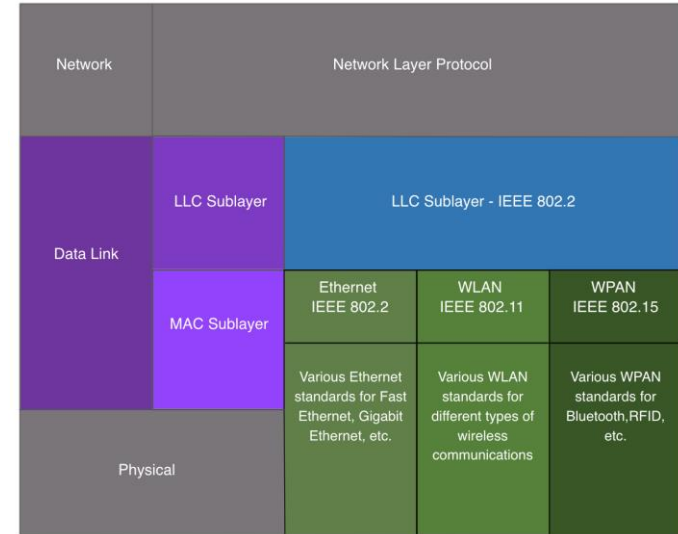 Network
Network Layer Protocol
Data Link
LLC Sublayer
LLC Sublayer - IEEE 802.2
MAC Sublayer
Ethernet
IEEE 802.2
WLAN
IEEE 802.11
WPAN
IEEE 802.15
Various Ethernet
standards for Fast
Ethernet, Gigabit
Ethernet, etc.
Various WLAN
standards for
different types of
wireless
communications
Various WPAN
standards for
Bluetooth,RFID,
etc.
Physical